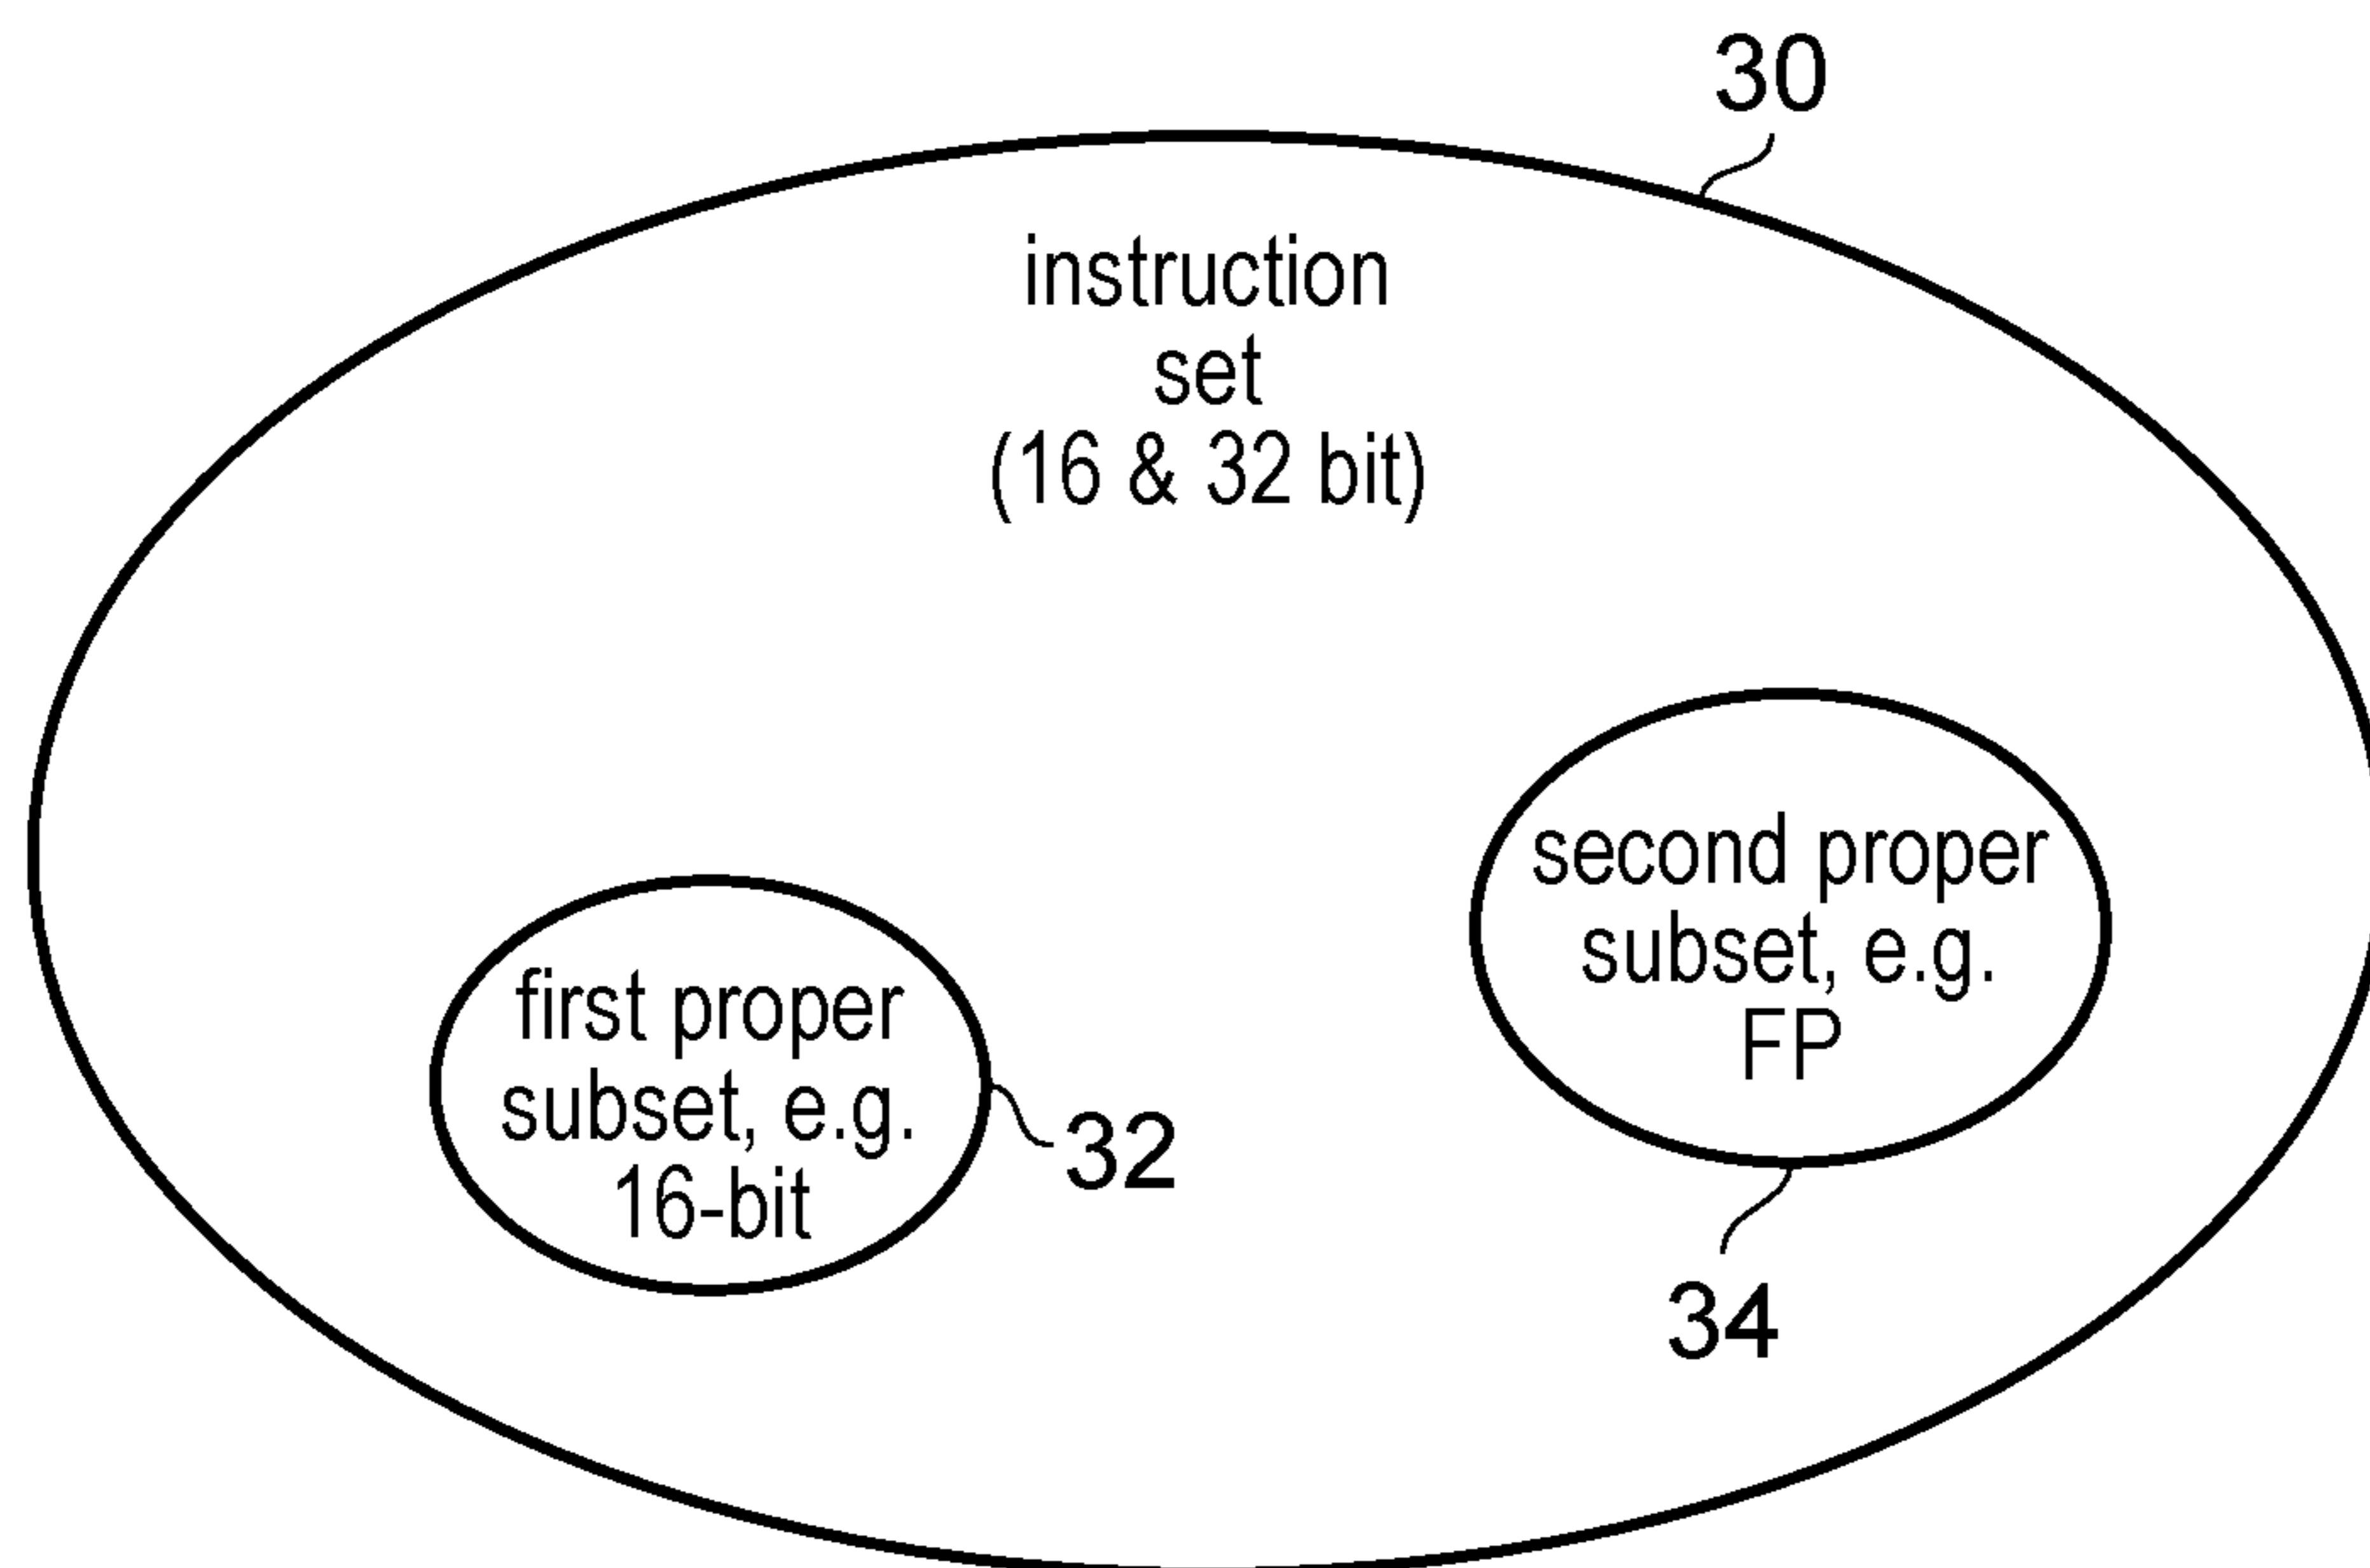 30
instruction
set
(16 & 32 bit)
second proper
subset, e.g.
FP
first proper
subset, e.g.
16-bit
32
34